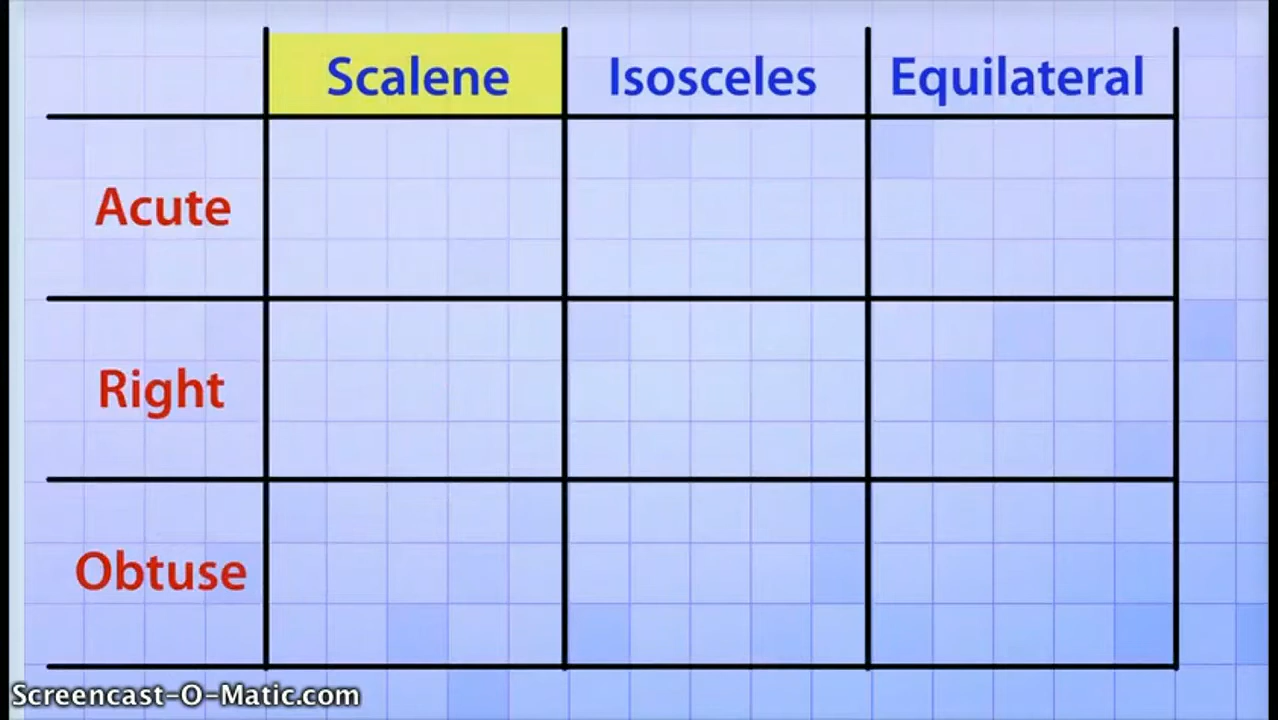 Scalene Isosceles Equilateral
Acute
Right
Obtuse
Screencast-O-Matic.com